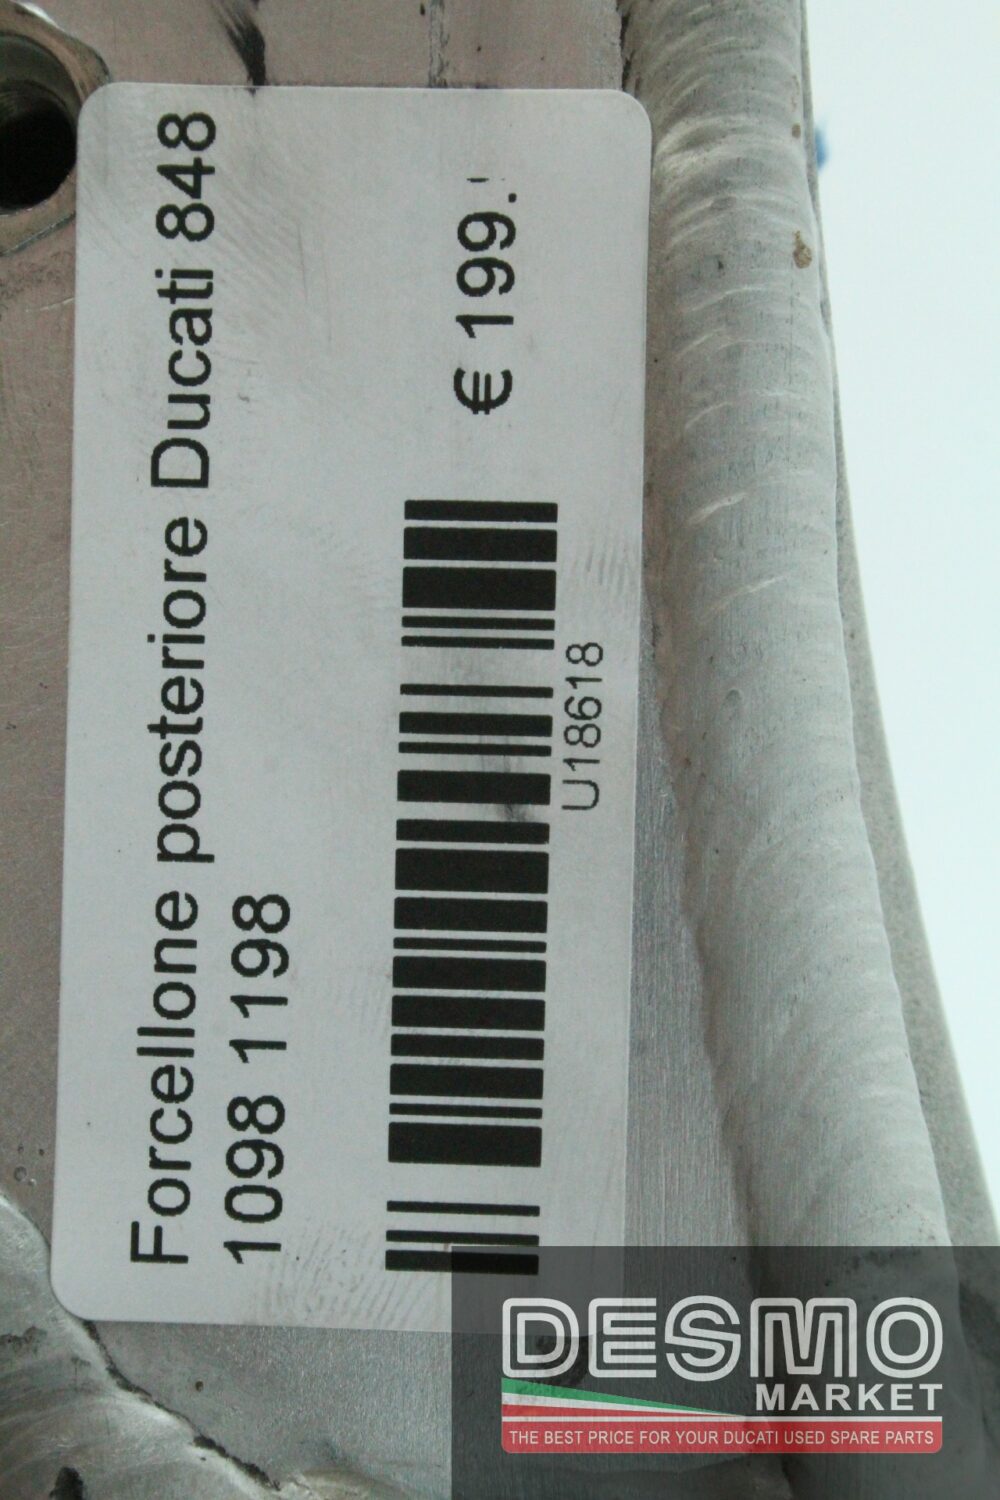 Forcellone posteriore Ducati 848
1098 1198
€ 199.
U18618
DESMO
MARKET
THE BEST PRICE FOR YOUR DUCATI USED SPARE PARTS